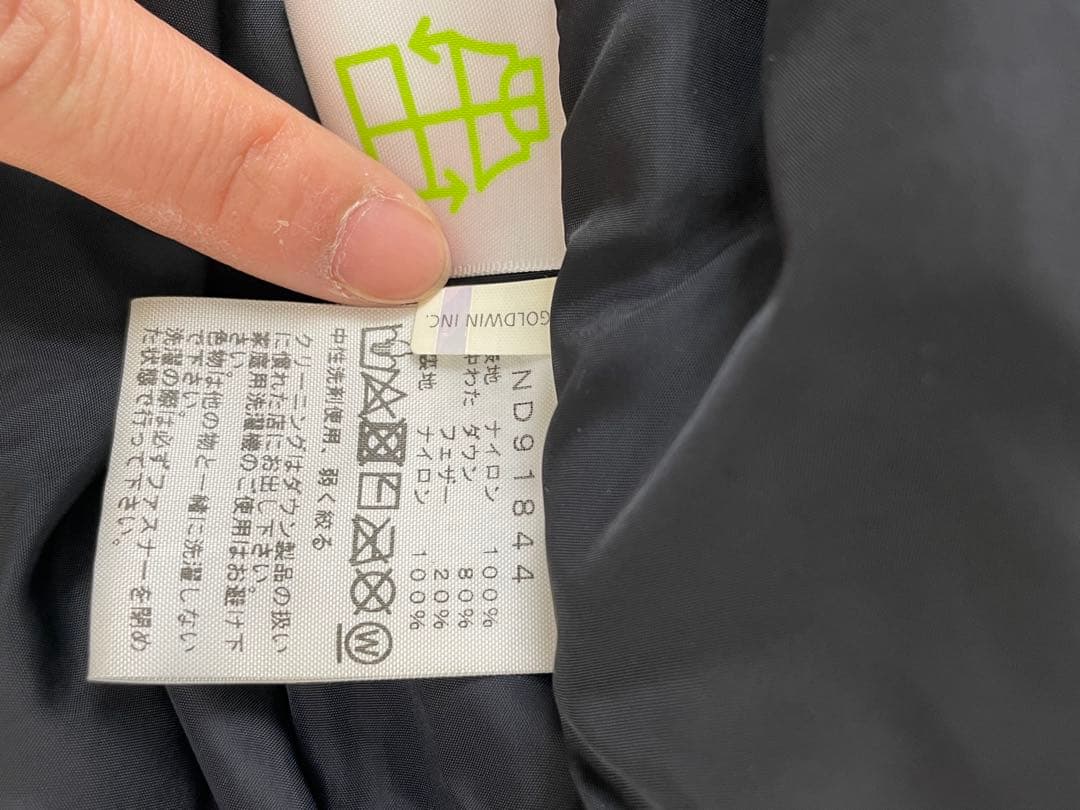 GOLDWIN INC.
ND91844
表地 ナイロン 100%
中わた ダウン 80%
フェザー 20%
裏地 ナイロン 100%
W
中性洗剤使用、弱く絞る
クリーニングはダウン製品の扱い
に優れた店にお出し下さい。
家庭用洗濯機のご使用はお避け下
さい。
色物は他の物と一緒に洗濯しない
で下さい。
洗濯の際は必ずファスナーを閉め
た状態で行って下さい。